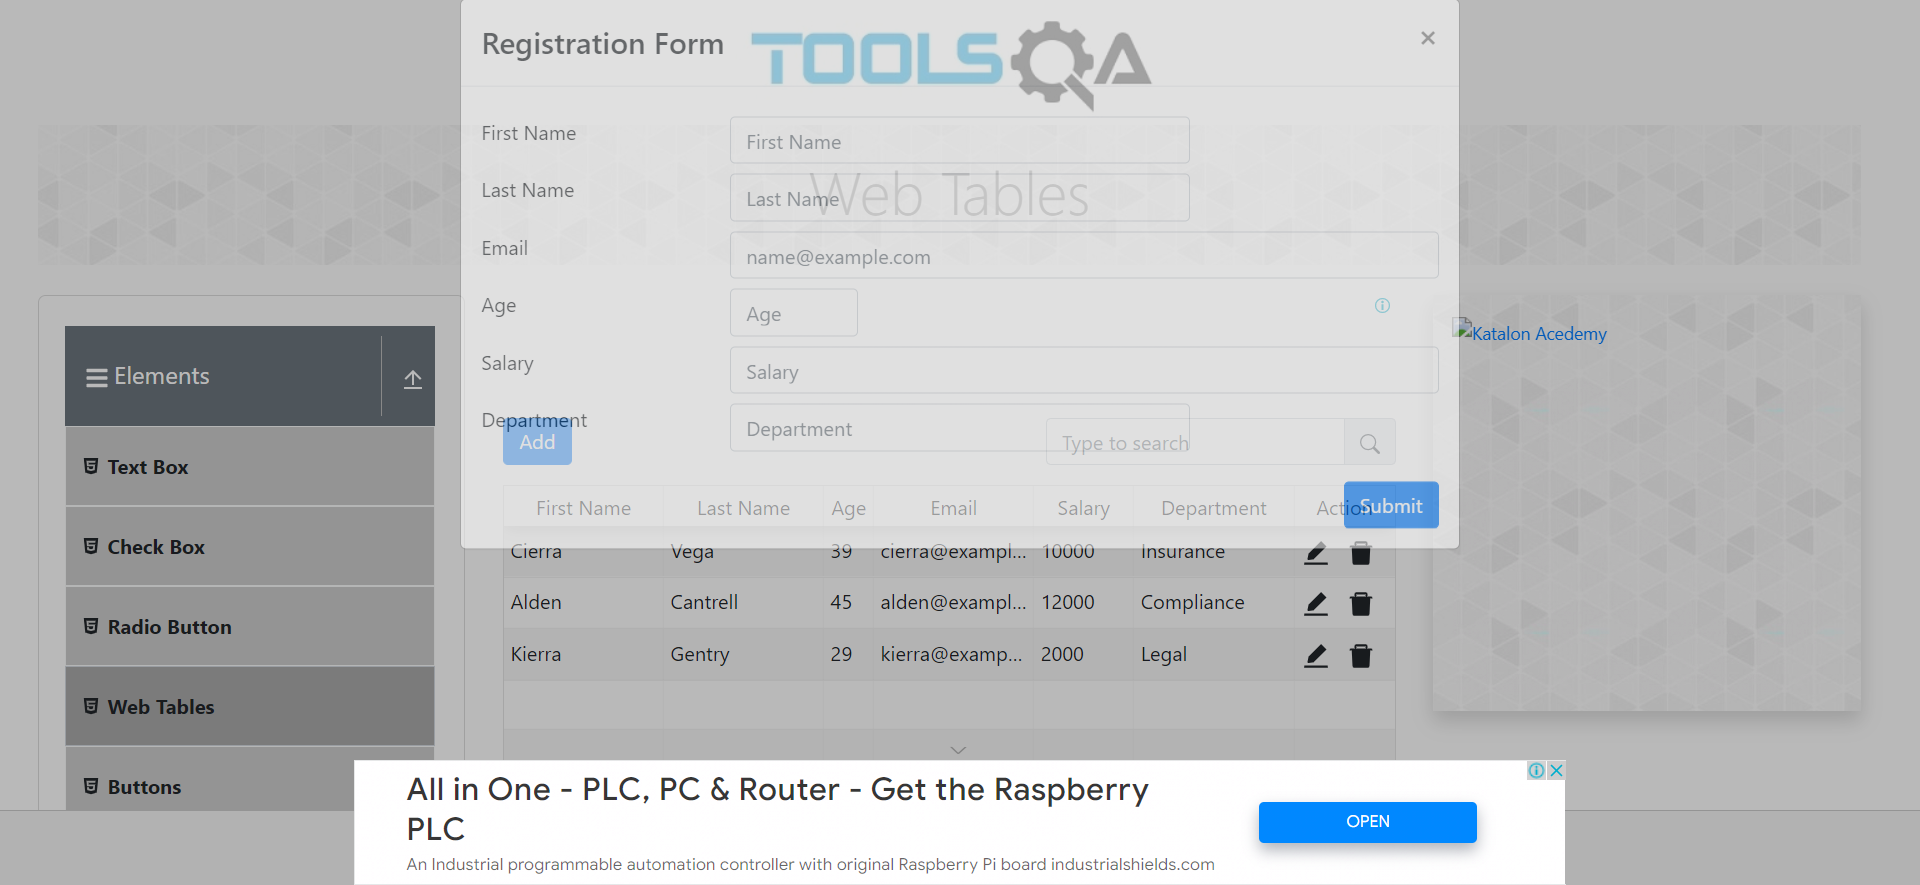 Registration Form
TOOLSQA
×
First Name
First Name
Last Name
Last Name
Web Tables
Email
name@example.com
Age
Age
Katalon Acedemy
Salary
Salary
Elements
Department
Department
Add
Type to search
Submit
First Name Last Name Age Email Salary Department Action
Cierra Vega 39 cierra@exampl... 10000 Insurance
Alden Cantrell 45 alden@exampl... 12000 Compliance
Kierra Gentry 29 kierra@examp... 2000 Legal
Text Box
Check Box
Radio Button
Web Tables
Buttons
All in One - PLC, PC & Router - Get the Raspberry
PLC
An Industrial programmable automation controller with original Raspberry Pi board industrialshields.com
OPEN